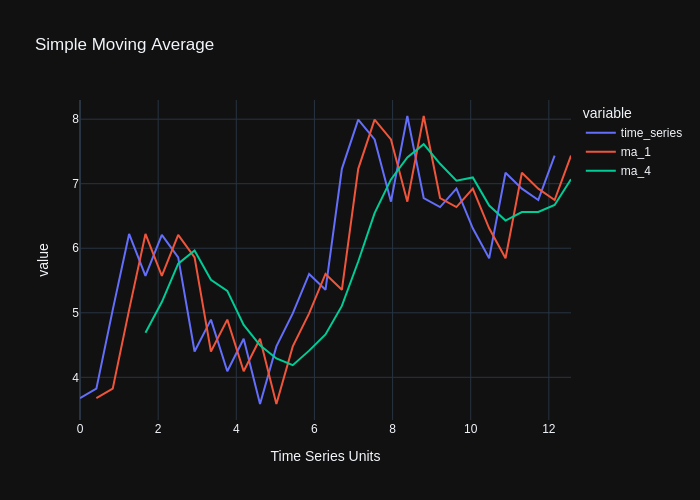 Simple Moving Average
variable
time_series
ma_1
ma_4
value
8
7
6
5
4
0 2 4 6 8 10 12
Time Series Units